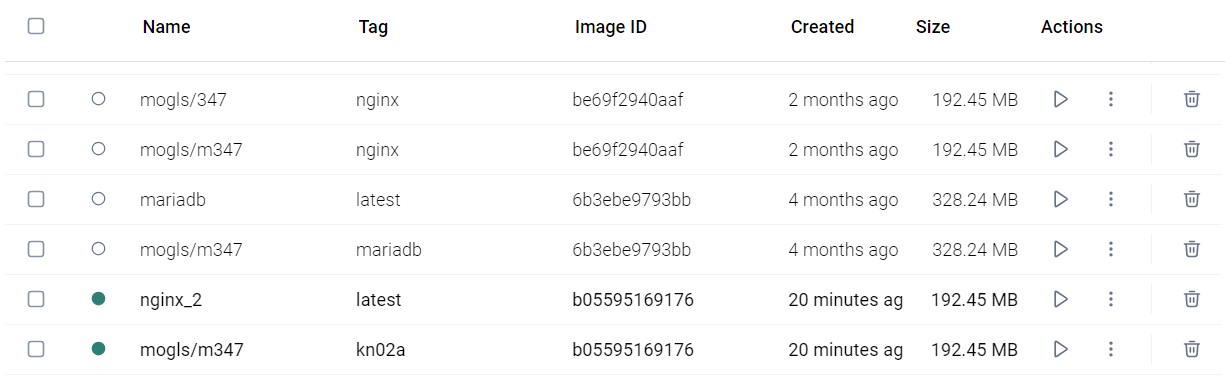 Name Tag Image ID Created Size Actions
mogls/347 nginx be69f2940aaf 2 months ago 192.45 MB
mogls/m347 nginx be69f2940aaf 2 months ago 192.45 MB
mariadb latest 6b3ebe9793bb 4 months ago 328.24 MB
mogls/m347 mariadb 6b3ebe9793bb 4 months ago 328.24 MB
nginx_2 latest b05595169176 20 minutes ag 192.45 MB
mogls/m347 kn02a b05595169176 20 minutes ag 192.45 MB